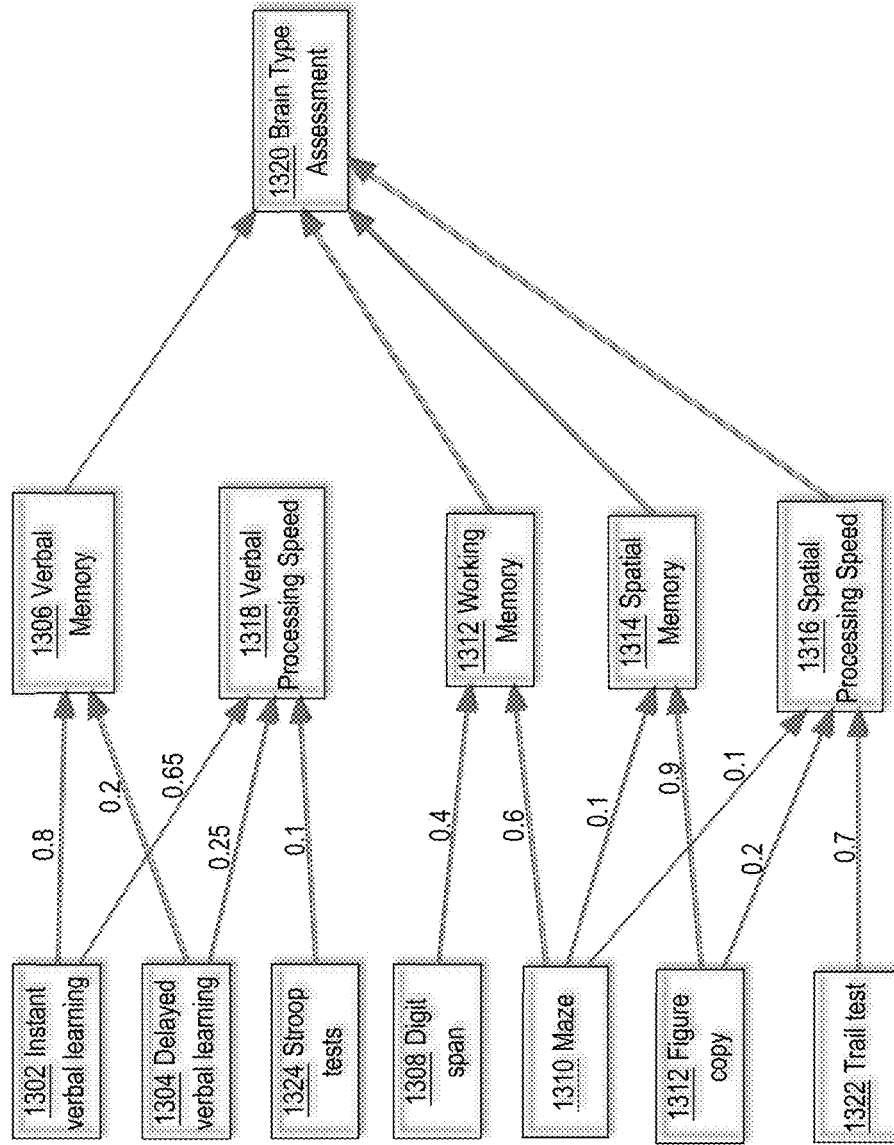 1302 Instant
verbal learning
1304 Delayed
verbal learning
1324 Stroop
tests
1308 Digit
span
1310 Maze
1312 Figure
copy
1322 Trail test
0.8
0.2
0.65
0.25
0.1
0.4
0.6
0.1
0.9
0.1
0.2
0.7
1306 Verbal
Memory
1318 Verbal
Processing Speed
1312 Working
Memory
1314 Spatial
Memory
1316 Spatial
Processing Speed
1320 Brain Type
Assessment